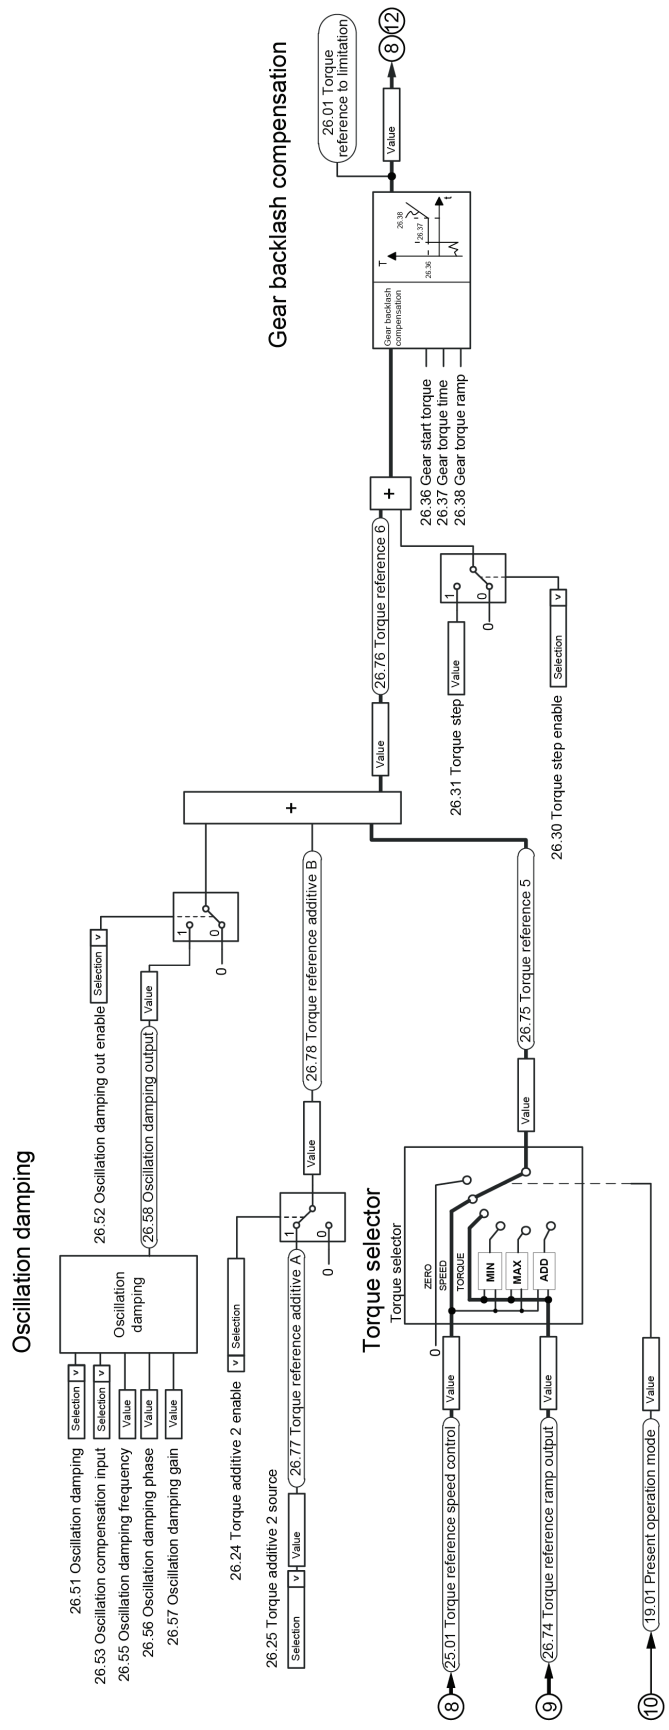 Oscillation damping
26.51 Oscillation damping
Selection
v
26.53 Oscillation compensation input
Selection
v
26.55 Oscillation damping frequency
Value
26.56 Oscillation damping phase
Value
26.57 Oscillation damping gain
Value
Oscillation
damping
26.52 Oscillation damping out enable
Selection
v
26.58 Oscillation damping output
Value
1
0
0
26.24 Torque additive 2 enable
v
Selection
26.25 Torque additive 2 source
Selection
v
Value
26.77 Torque reference additive A
1
0
0
Value
26.78 Torque reference additive B
+
Torque selector
Torque selector
0
ZERO
SPEED
TORQUE
MIN
MAX
ADD
8
25.01 Torque reference speed control
Value
9
26.74 Torque reference ramp output
Value
10
19.01 Present operation mode
Value
Value
26.75 Torque reference 5
Value
26.76 Torque reference 6
+
26.31 Torque step
Value
1
0
0
26.30 Torque step enable
Selection
v
Gear backlash compensation
26.36 Gear start torque
26.37 Gear torque time
26.38 Gear torque ramp
Gear backlash
compensation
T
t
26.36
26.37
26.38
26.01 Torque
reference to limitation
Value
8
12